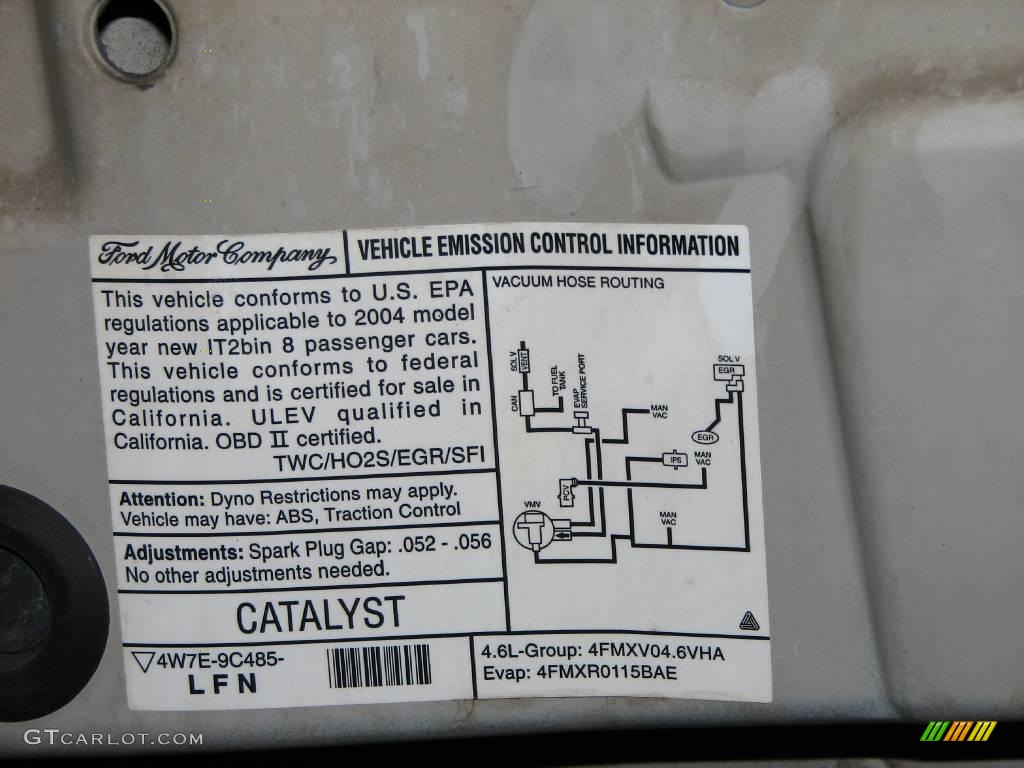 Ford Motor Company
VEHICLE EMISSION CONTROL INFORMATION
This vehicle conforms to U.S. EPA
regulations applicable to 2004 model
year new IT2bin 8 passenger cars.
This vehicle conforms to federal
regulations and is certified for sale in
California. ULEV qualified in
California. OBD II certified.
TWC/HO2S/EGR/SFI
Attention: Dyno Restrictions may apply.
Vehicle may have: ABS, Traction Control
Adjustments: Spark Plug Gap: .052 - .056
No other adjustments needed.
CATALYST
4W7E-9C485-
LFN
VACUUM HOSE ROUTING
SOL V
VENT
CAN
TO FUEL
TANK
EVAP
SERVICE PORT
MAN
VAC
SOL V
EGR
EGR
IPS
MAN
VAC
PCV
VMV
MAN
VAC
4.6L-Group: 4FMXV04.6VHA
Evap: 4FMXR0115BAE
GTCARLOT.COM